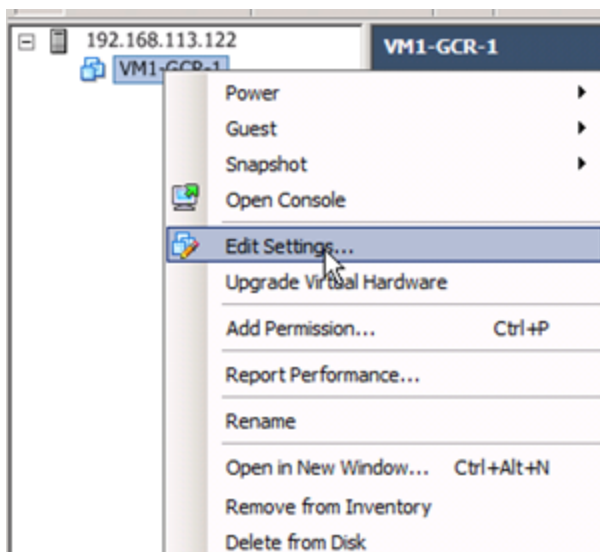 192.168.113.122
VM1-GCR-1
VM1-GCR-1
Power
Guest
Snapshot
Open Console
Edit Settings...
Upgrade Virtual Hardware
Add Permission... Ctrl+P
Report Performance...
Rename
Open in New Window... Ctrl+Alt+N
Remove from Inventory
Delete from Disk